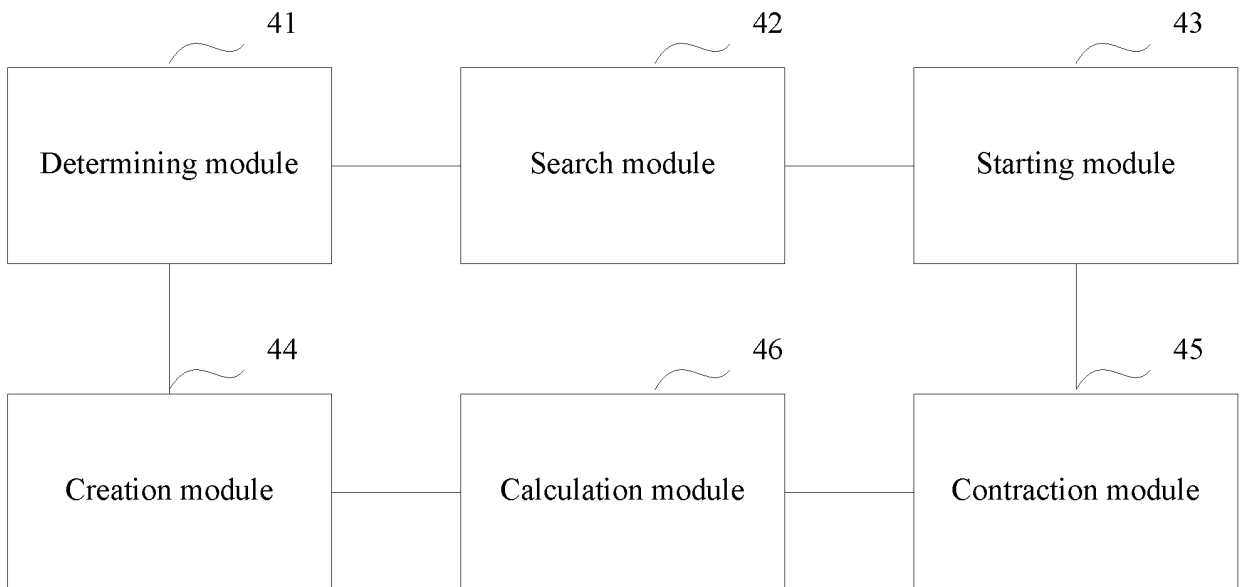 41 42 43
Determining module Search module Starting module
44 46 45
Creation module Calculation module Contraction module